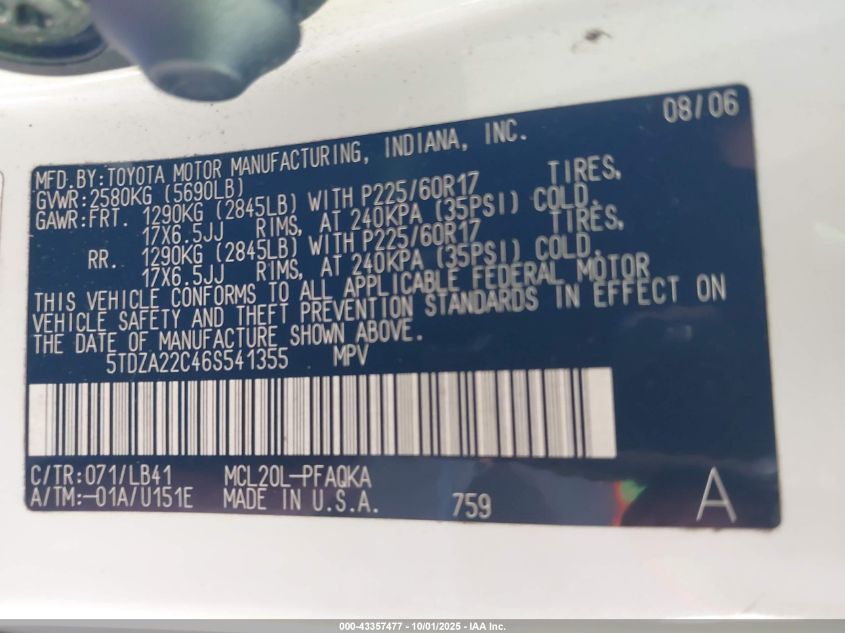 08/06
MFD.BY:TOYOTA MOTOR MANUFACTURING, INDIANA, INC.
GVWR:2580KG (5690LB)
GAWR:FRT. 1290KG (2845LB) WITH P225/60R17 TIRES,
17X6.5JJ RIMS, AT 240KPA (35PSI) COLD.
RR. 1290KG (2845LB) WITH P225/60R17 TIRES,
17X6.5JJ RIMS, AT 240KPA (35PSI) COLD.
THIS VEHICLE CONFORMS TO ALL APPLICABLE FEDERAL MOTOR
VEHICLE SAFETY AND THEFT PREVENTION STANDARDS IN EFFECT ON
THE DATE OF MANUFACTURE SHOWN ABOVE.
5TDZA22C46S541355 MPV
C/TR:071/LB41 MCL20L-PFAQKA
A/TM:-01A/U151E MADE IN U.S.A. 759 A
000-43357477 - 10/01/2025 - IAA Inc.